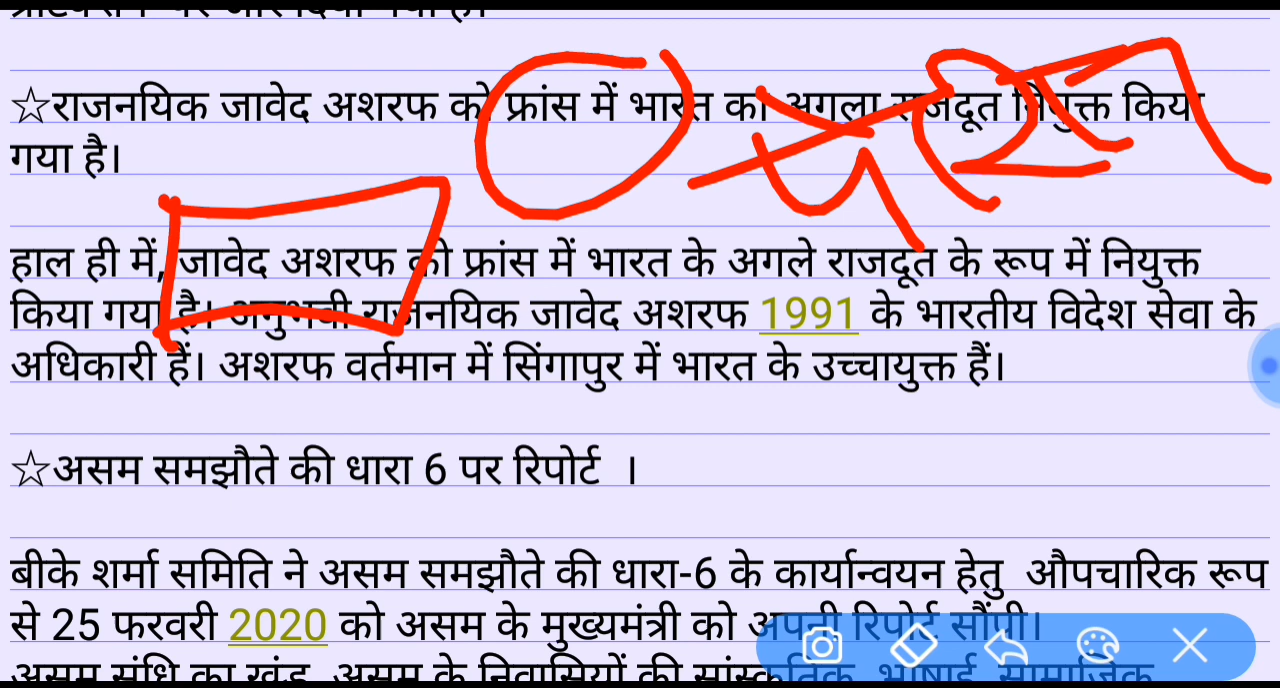 ☆राजनयिक जावेद अशरफ को फ्रांस में भारत का अगला राजदूत नियुक्त किया
गया है।
हाल ही में, जावेद अशरफ को फ्रांस में भारत के अगले राजदूत के रूप में नियुक्त
किया गया है। अनुभवी राजनयिक जावेद अशरफ 1991 के भारतीय विदेश सेवा के
अधिकारी हैं। अशरफ वर्तमान में सिंगापुर में भारत के उच्चायुक्त हैं।
☆असम समझौते की धारा 6 पर रिपोर्ट ।
बीके शर्मा समिति ने असम समझौते की धारा-6 के कार्यान्वयन हेतु औपचारिक रूप
से 25 फरवरी 2020 को असम के मुख्यमंत्री को अपनी रिपोर्ट सौंपी।
असम संधि का खंड असम के निवासियों की सांस्कृतिक भाषाई सामाजिक